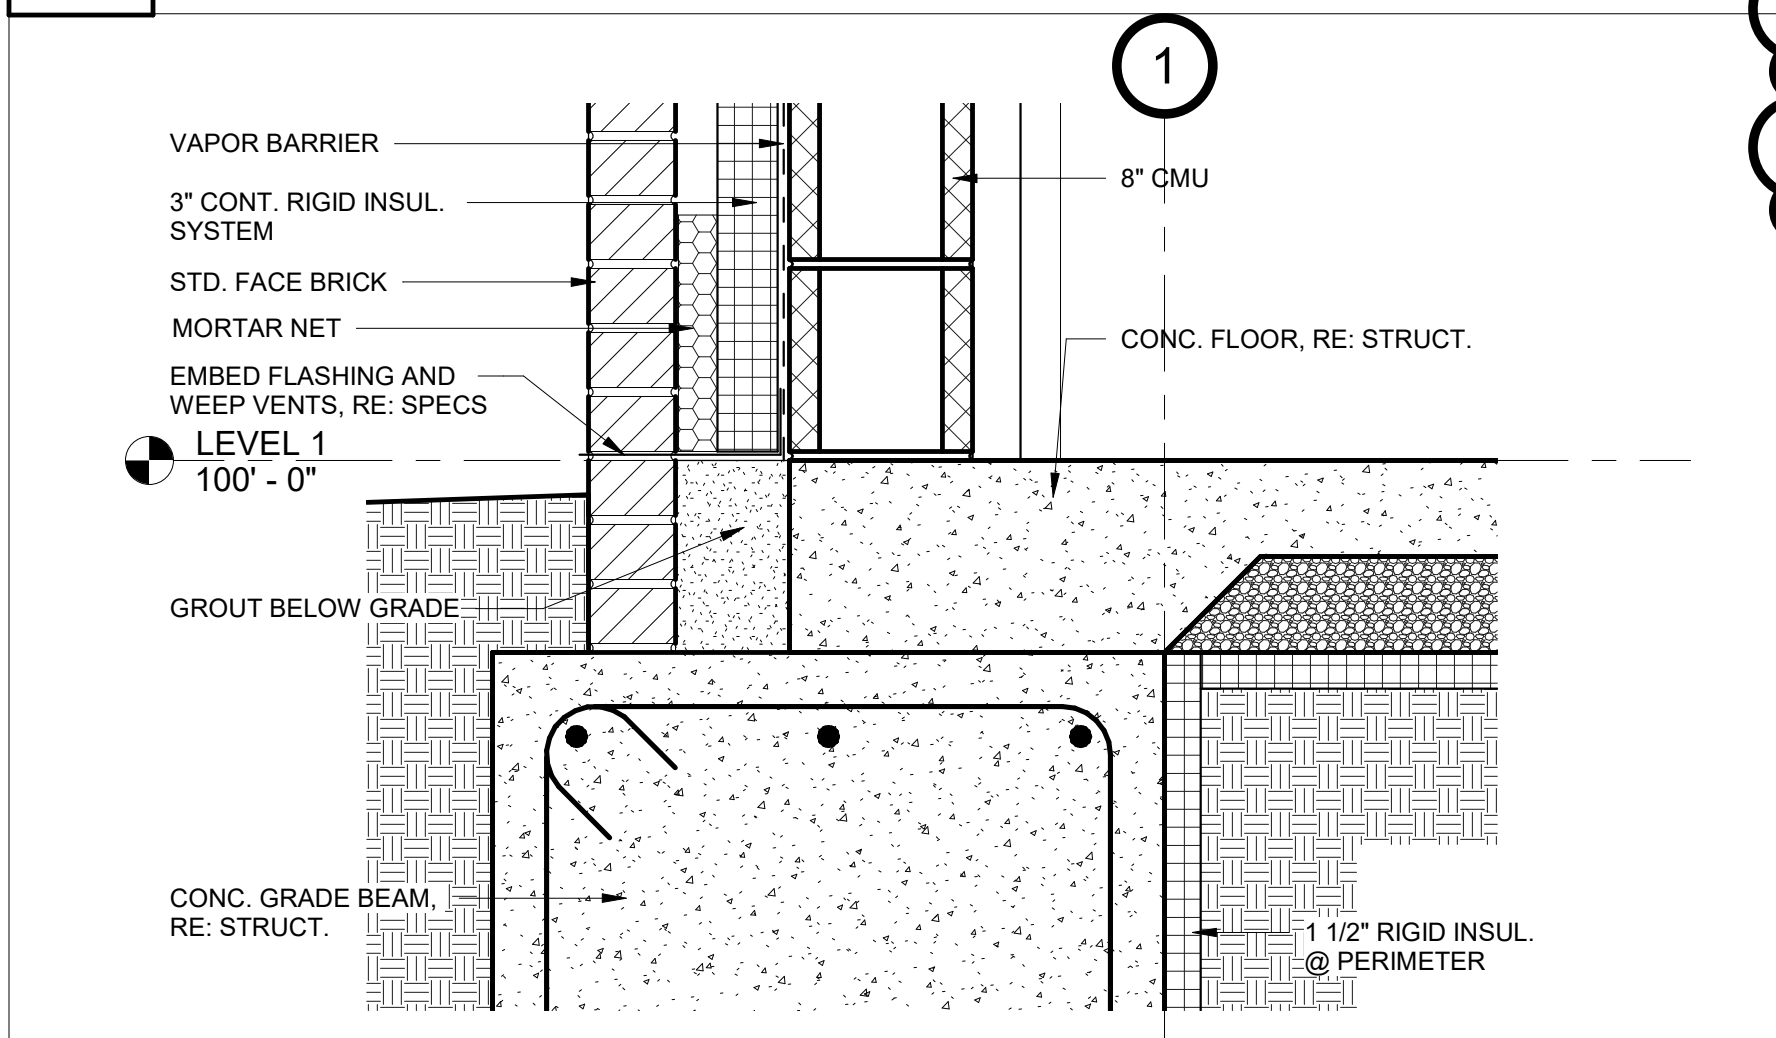 1
VAPOR BARRIER
8" CMU
3" CONT. RIGID INSUL.
SYSTEM
STD. FACE BRICK
MORTAR NET
CONC. FLOOR, RE: STRUCT.
EMBED FLASHING AND
WEEP VENTS, RE: SPECS
LEVEL 1
100' - 0"
GROUT BELOW GRADE
CONC. GRADE BEAM,
RE: STRUCT.
1 1/2" RIGID INSUL.
@ PERIMETER